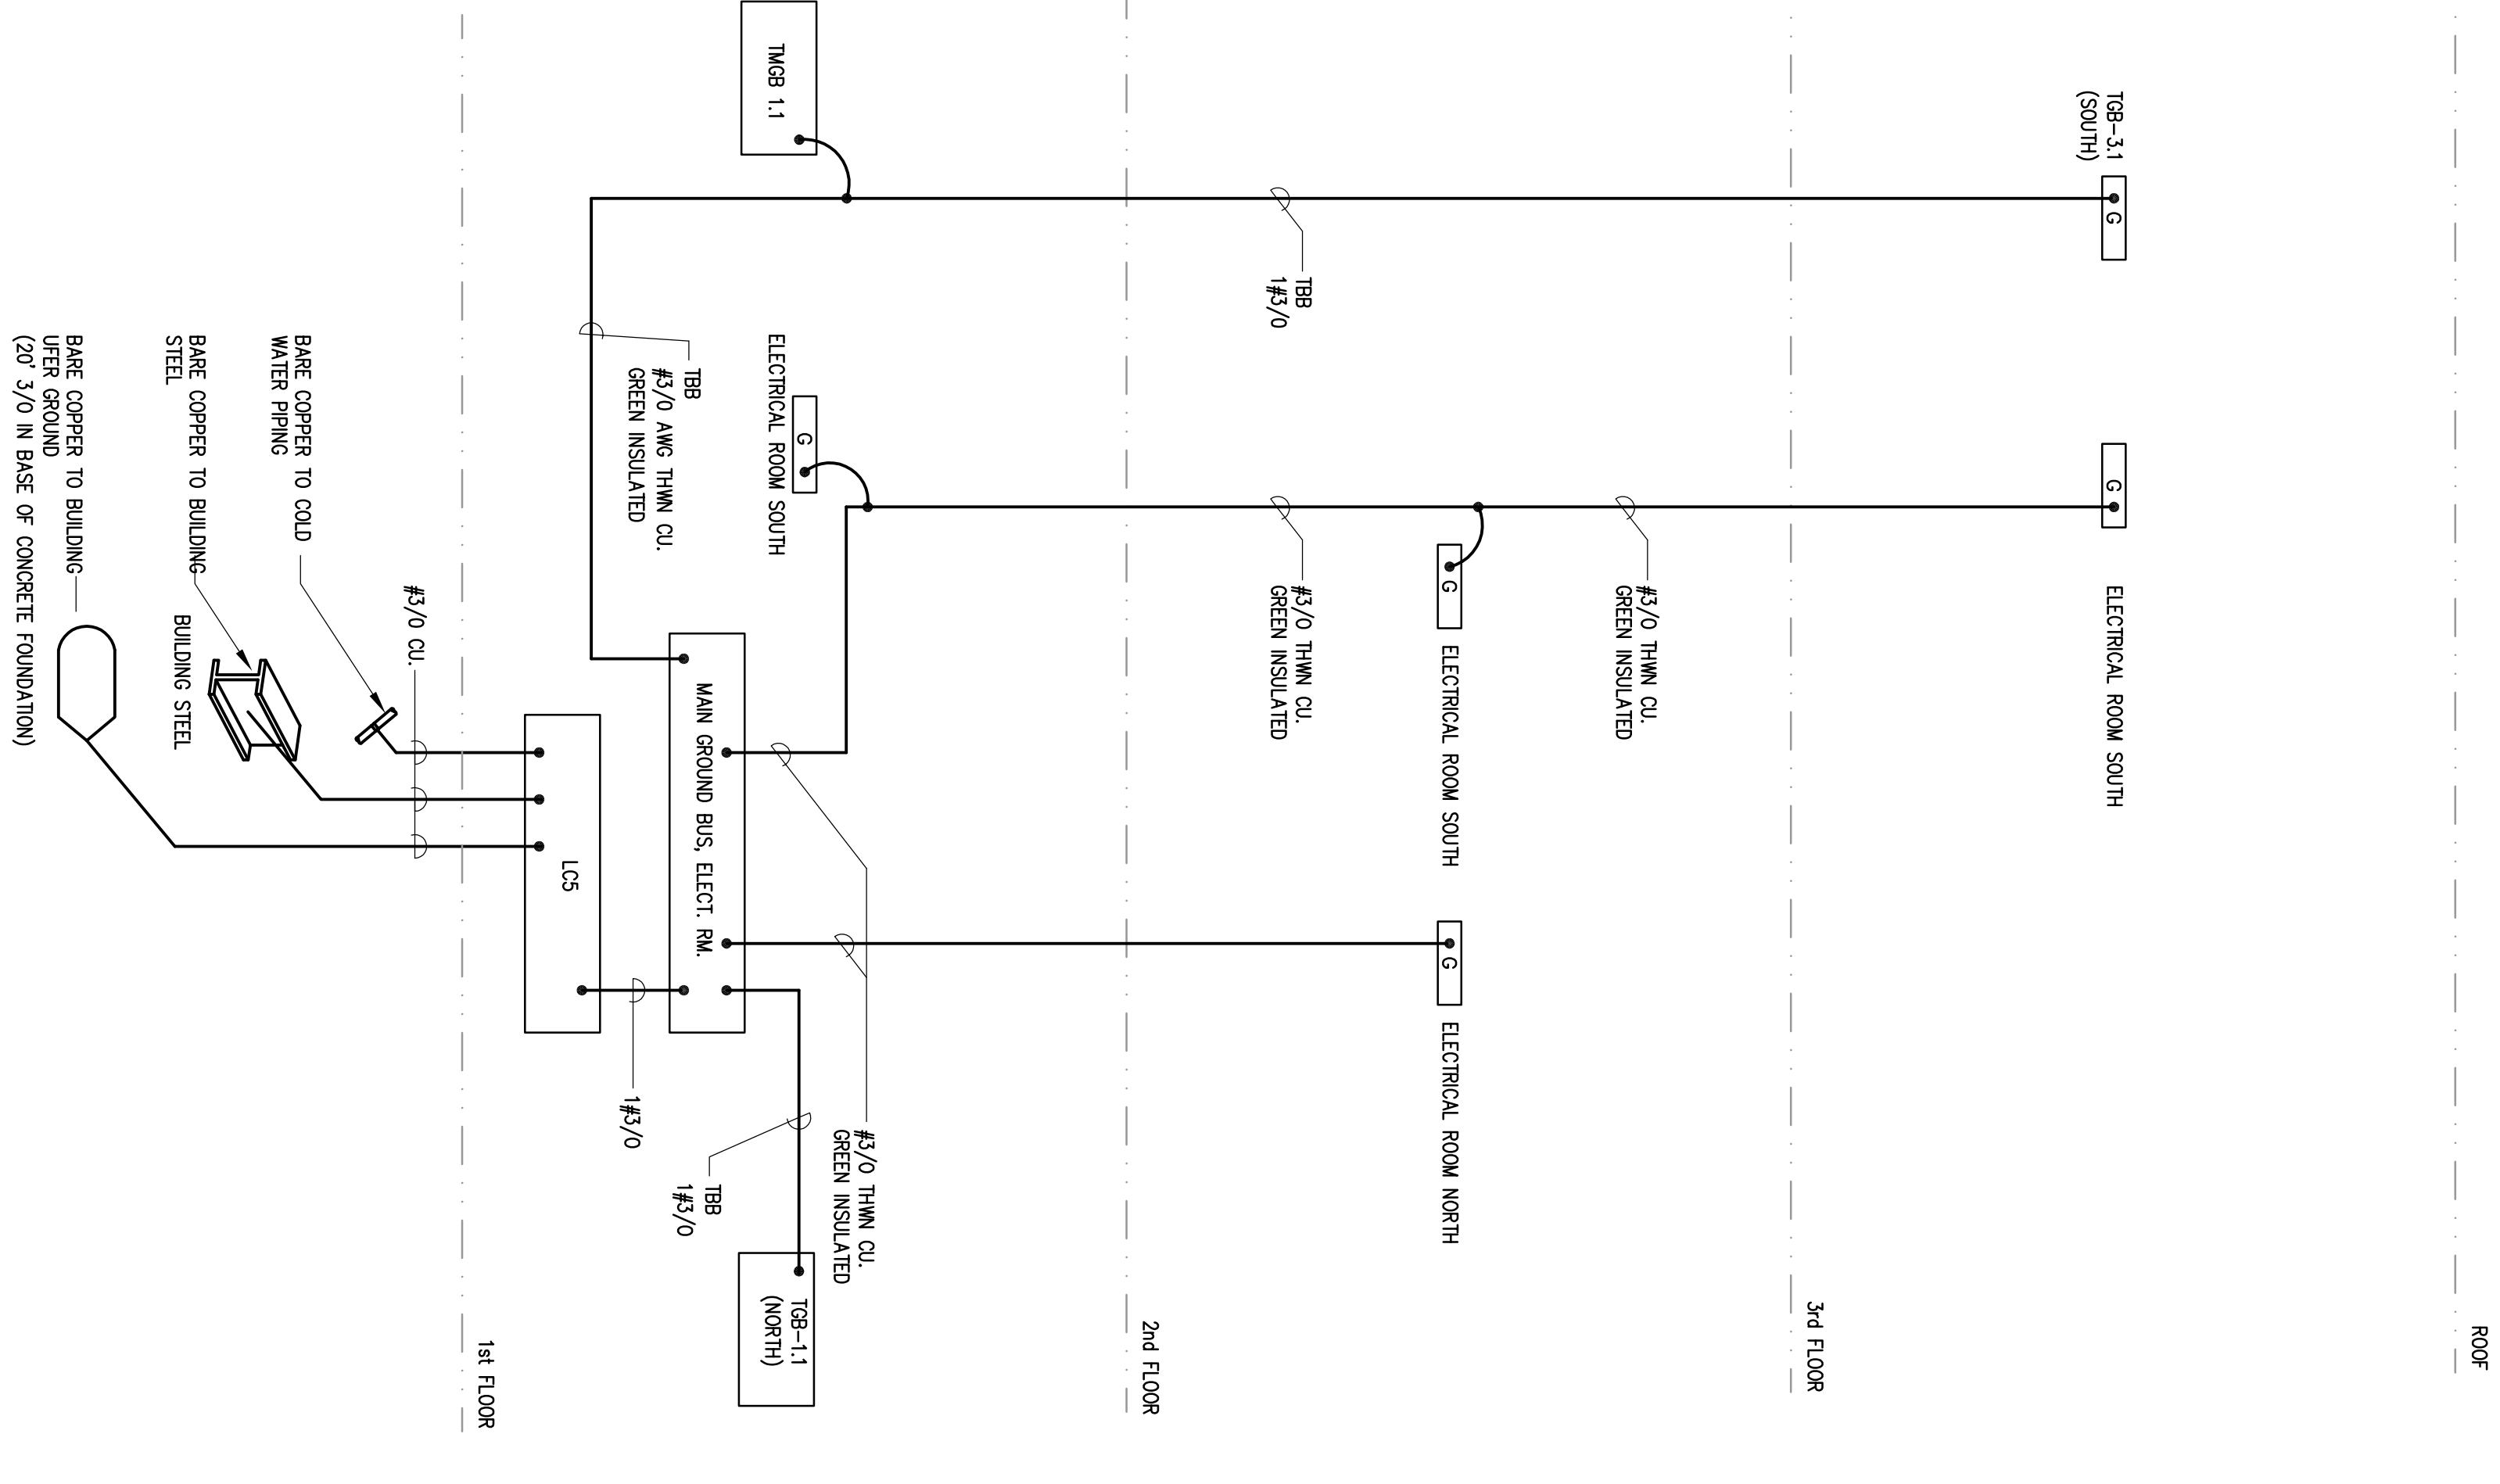 ROOF
TGB-3.1
(SOUTH)
G
G
ELECTRICAL ROOM SOUTH
3rd FLOOR
#3/0 THWN CU.
GREEN INSULATED
G
ELECTRICAL ROOM SOUTH
G
ELECTRICAL ROOM NORTH
TBB
1#3/0
#3/0 THWN CU.
GREEN INSULATED
2nd FLOOR
#3/0 THWN CU.
GREEN INSULATED
TMGB 1.1
ELECTRICAL ROOM SOUTH
G
TGB-1.1
(NORTH)
TBB
1#3/0
MAIN GROUND BUS, ELECT. RM.
TBB
#3/0 AWG THWN CU.
GREEN INSULATED
1#3/0
LC5
1st FLOOR
#3/0 CU.
BARE COPPER TO COLD
WATER PIPING
BARE COPPER TO BUILDING
STEEL
BUILDING STEEL
BARE COPPER TO BUILDING
UFER GROUND
(20' 3/0 IN BASE OF CONCRETE FOUNDATION)